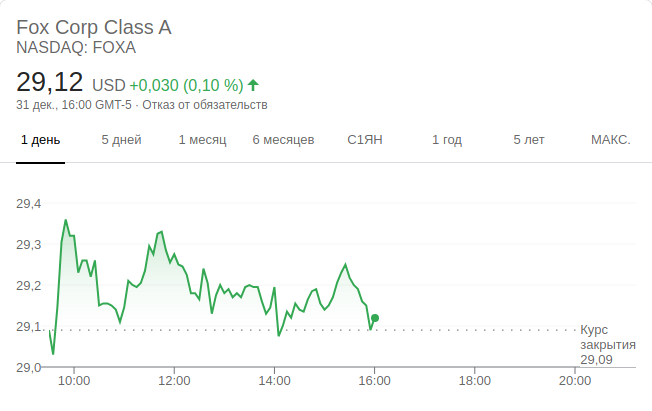 Fox Corp Class A
NASDAQ: FOXA
29,12 USD +0,030 (0,10 %)
31 дек., 16:00 GMT-5 · Отказ от обязательств
1 день 5 дней 1 месяц 6 месяцев С1ЯН 1 год 5 лет МАКС.
29,4
29,3
29,2
29,1
Курс
закрытия
29,09
29,0
10:00 12:00 14:00 16:00 18:00 20:00